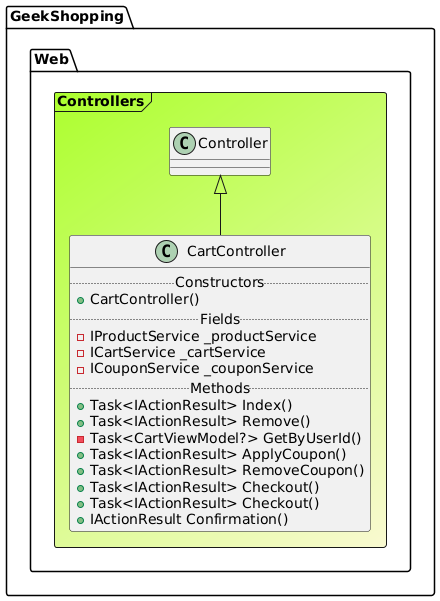 GeekShopping
Web
Controllers
C Controller
C CartController
Constructors
CartController()
Fields
IProductService _productService
ICartService _cartService
ICouponService _couponService
Methods
Task<IActionResult> Index()
Task<IActionResult> Remove()
Task<CartViewModel?> GetByUserId()
Task<IActionResult> ApplyCoupon()
Task<IActionResult> RemoveCoupon()
Task<IActionResult> Checkout()
Task<IActionResult> Checkout()
IActionResult Confirmation()